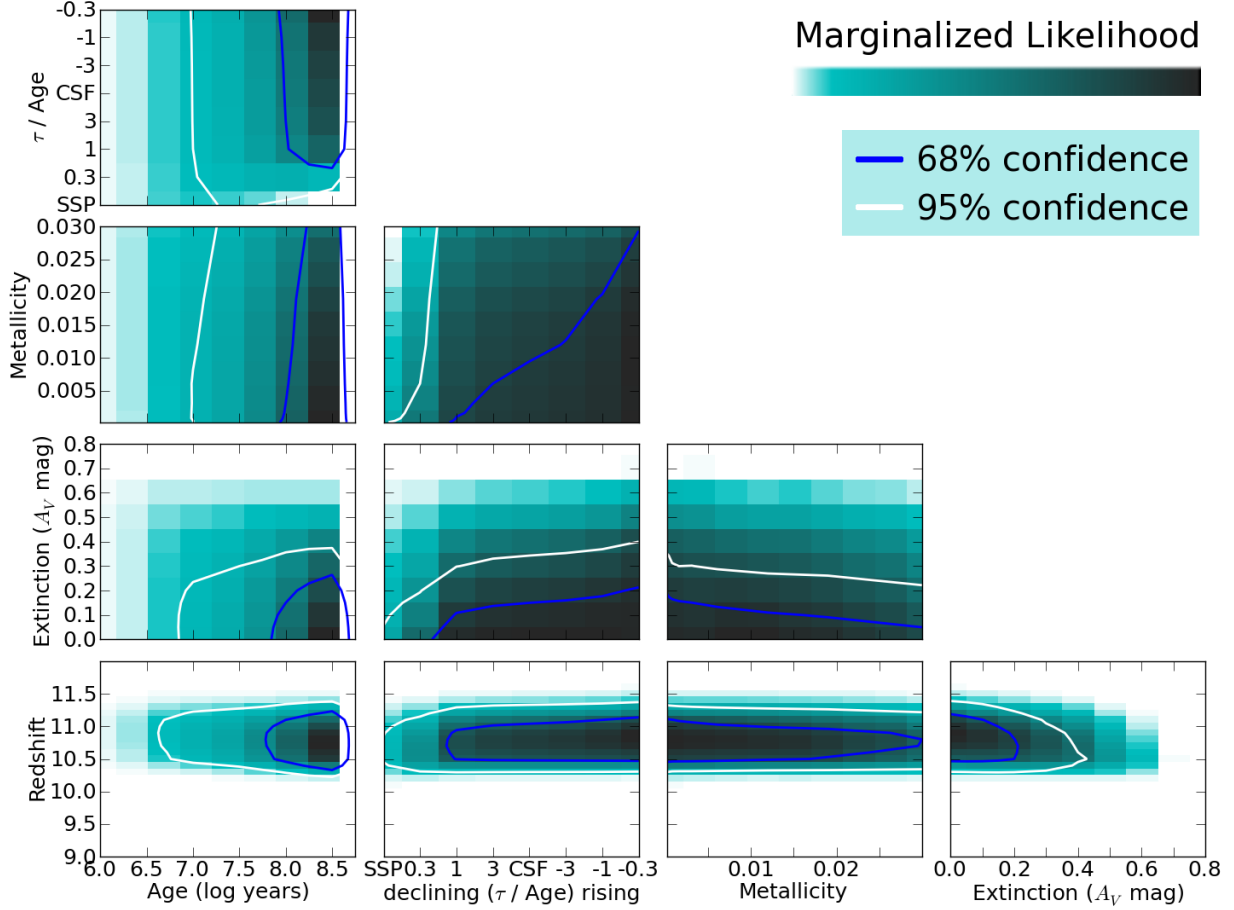 Marginalized Likelihood
68% confidence
95% confidence
-0.3
-1
-3
CSF
3
1
0.3
SSP
τ / Age
0.030
0.025
0.020
0.015
0.010
0.005
Metallicity
0.8
0.7
0.6
0.5
0.4
0.3
0.2
0.1
0.0
Extinction (A_V mag)
11.5
11.0
10.5
10.0
9.5
9.0
Redshift
6.0 6.5 7.0 7.5 8.0 8.5
Age (log years)
SSP 0.3 1 3 CSF -3 -1 -0.3
declining (τ / Age) rising
0.01 0.02
Metallicity
0.0 0.2 0.4 0.6 0.8
Extinction (A_V mag)